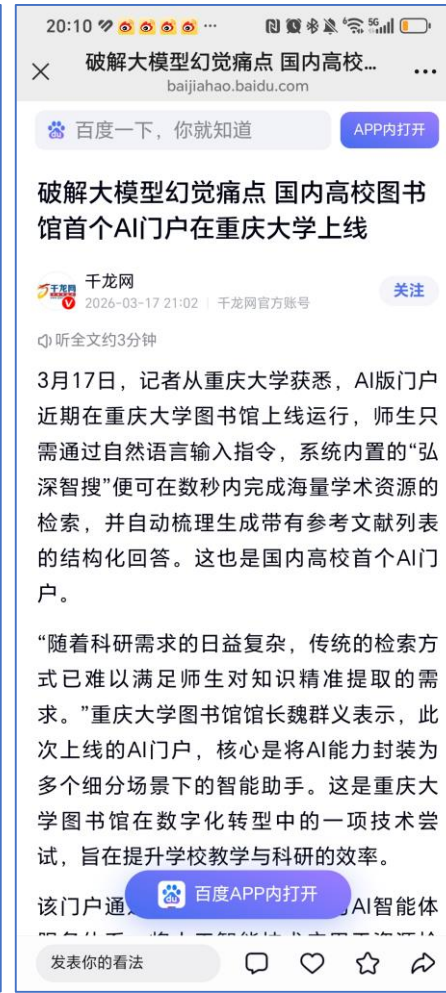 20:10
5G
破解大模型幻觉痛点 国内高校...
baijiahao.baidu.com
百度一下，你就知道
APP内打开
破解大模型幻觉痛点 国内高校图书
馆首个AI门户在重庆大学上线
千龙网
千龙网
2026-03-17 21:02 | 千龙网官方账号
关注
听全文约3分钟
3月17日，记者从重庆大学获悉，AI版门户
近期在重庆大学图书馆上线运行，师生只
需通过自然语言输入指令，系统内置的“弘
深智搜”便可在数秒内完成海量学术资源的
检索，并自动梳理生成带有参考文献列表
的结构化回答。这也是国内高校首个AI门
户。
“随着科研需求的日益复杂，传统的检索方
式已难以满足师生对知识精准提取的需
求。”重庆大学图书馆馆长魏群义表示，此
次上线的AI门户，核心是将AI能力封装为
多个细分场景下的智能助手。这是重庆大
学图书馆在数字化转型中的一项技术尝
试，旨在提升学校教学与科研的效率。
该门户通
AI智能体
百度APP内打开
发表你的看法